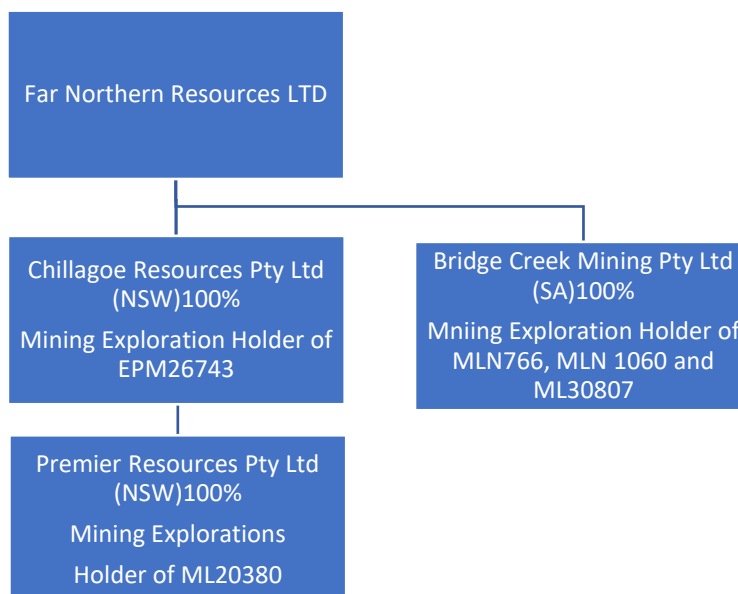 Far Northern Resources LTD
Chillagoe Resources Pty Ltd
(NSW)100%
Mining Exploration Holder of
EPM26743
Bridge Creek Mining Pty Ltd
(SA)100%
Mniing Exploration Holder of
MLN766, MLN 1060 and
ML30807
Premier Resources Pty Ltd
(NSW)100%
Mining Explorations
Holder of ML20380